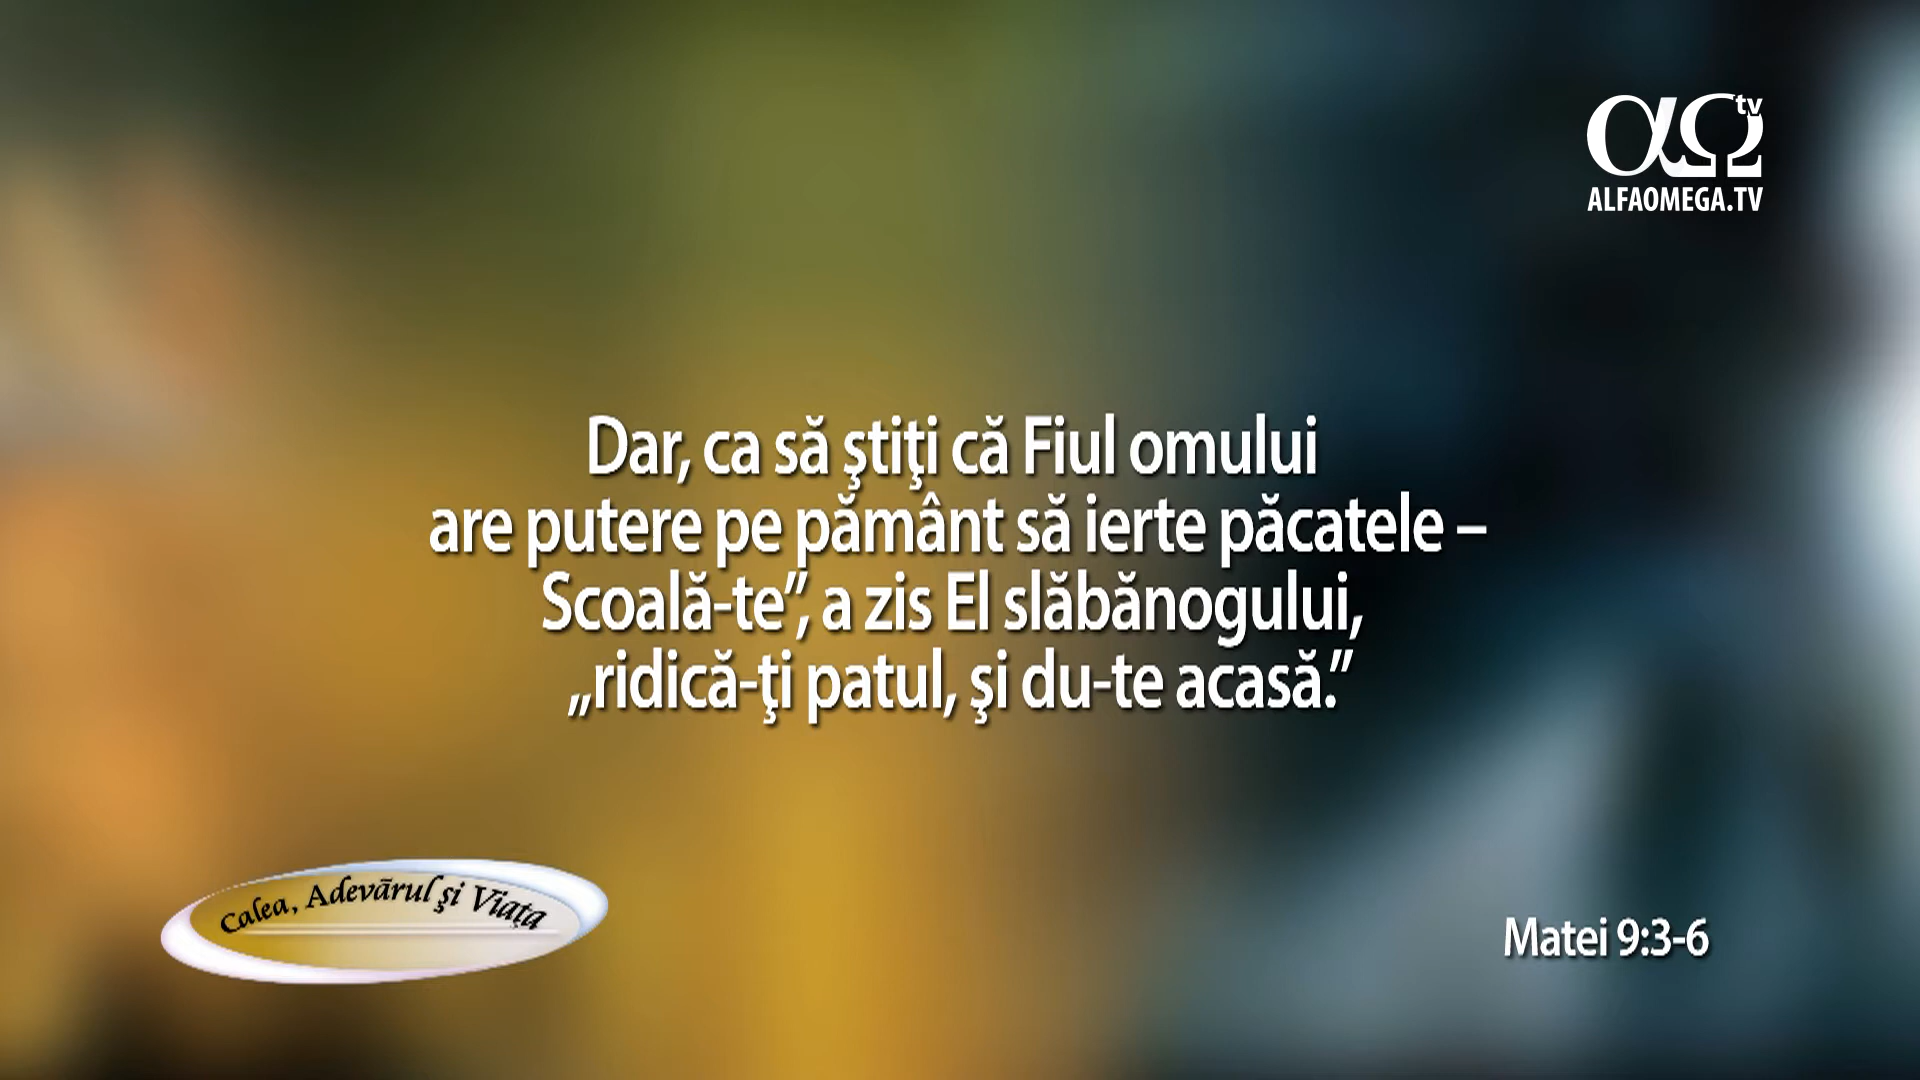 tv
ALFAOMEGA.TV
Dar, ca să ştiţi că Fiul omului
are putere pe pământ să ierte păcatele –
Scoală-te”, a zis El slăbănogului,
„ridică-ţi patul, şi du-te acasă.”
Calea, Adevărul şi Viaţa
Matei 9:3-6